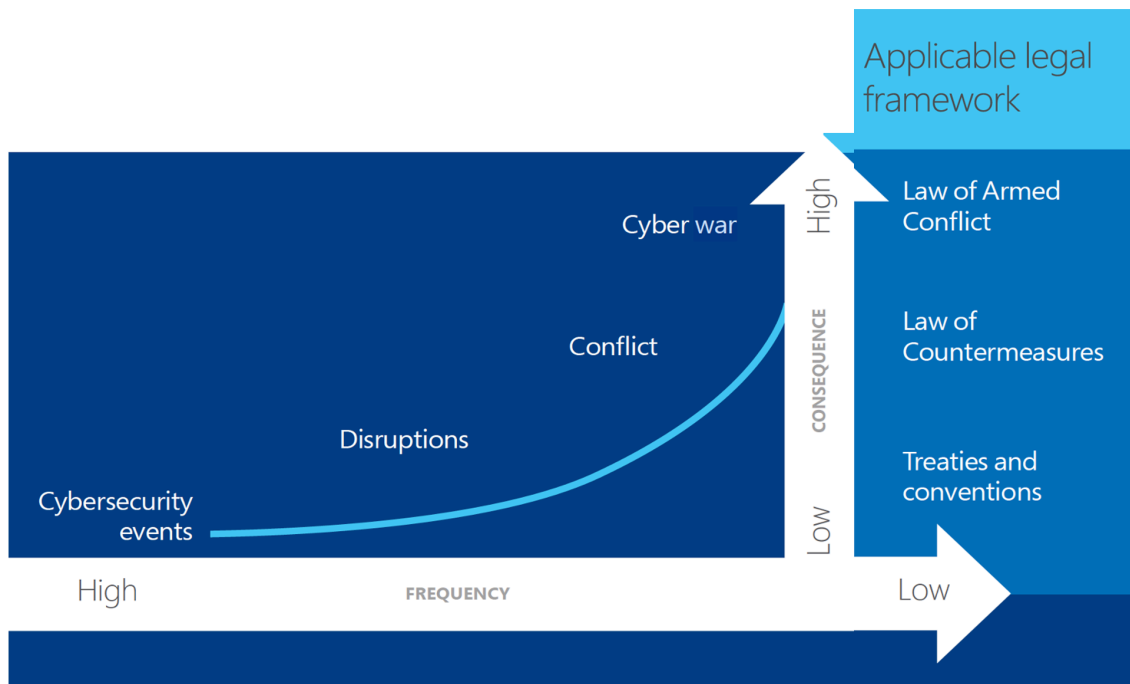 Applicable legal
framework
High
Law of Armed
Conflict
Cyber war
Law of
Countermeasures
Conflict
CONSEQUENCE
Disruptions
Treaties and
conventions
Cybersecurity
events
Low
High
FREQUENCY
Low